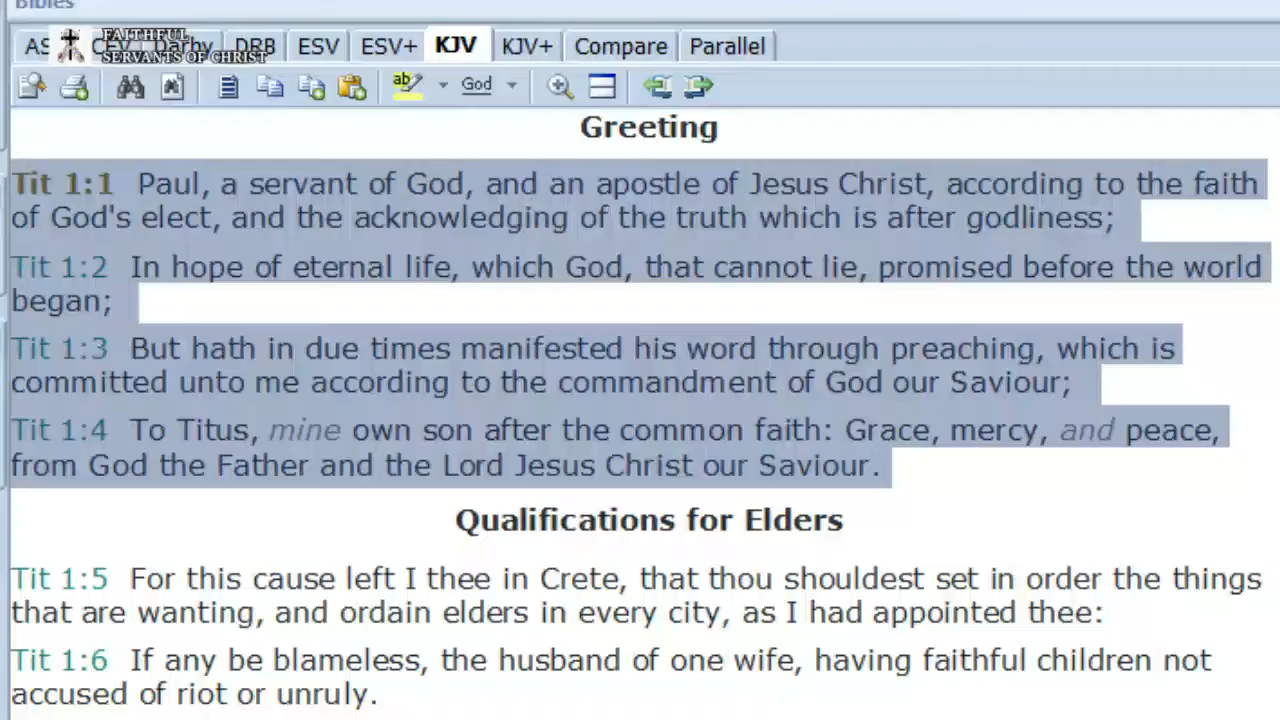 Bibles
AS CEV Darby DRB ESV ESV+ KJV KJV+ Compare Parallel
FAITHFUL
SERVANTS OF CHRIST
ab God
Greeting
Tit 1:1 Paul, a servant of God, and an apostle of Jesus Christ, according to the faith
of God's elect, and the acknowledging of the truth which is after godliness;
Tit 1:2 In hope of eternal life, which God, that cannot lie, promised before the world
began;
Tit 1:3 But hath in due times manifested his word through preaching, which is
committed unto me according to the commandment of God our Saviour;
Tit 1:4 To Titus, mine own son after the common faith: Grace, mercy, and peace,
from God the Father and the Lord Jesus Christ our Saviour.
Qualifications for Elders
Tit 1:5 For this cause left I thee in Crete, that thou shouldest set in order the things
that are wanting, and ordain elders in every city, as I had appointed thee:
Tit 1:6 If any be blameless, the husband of one wife, having faithful children not
accused of riot or unruly.